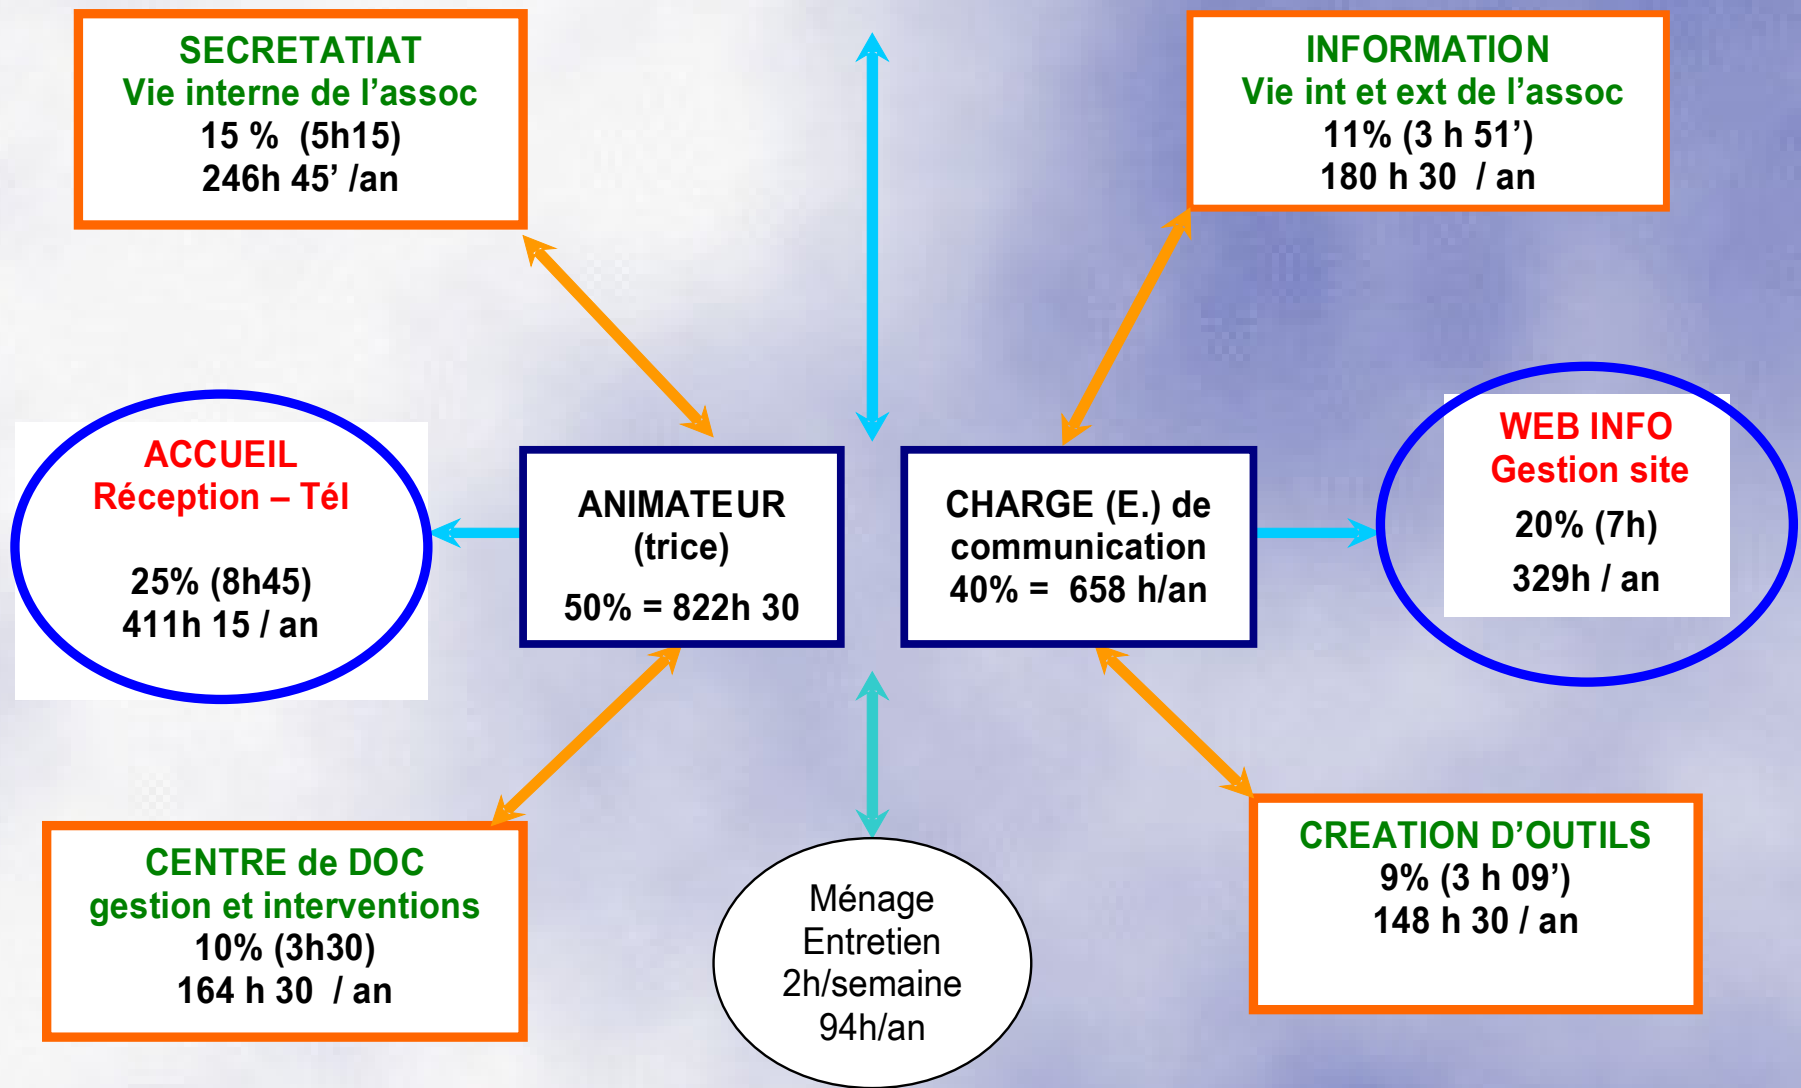 SECRETATIAT
Vie interne de l’assoc
15 % (5h15)
246h 45’ /an
INFORMATION
Vie int et ext de l’assoc
11% (3 h 51’)
180 h 30 / an
ACCUEIL
Réception – Tél
25% (8h45)
411h 15 / an
ANIMATEUR
(trice)
50% = 822h 30
CHARGE (E.) de
communication
40% = 658 h/an
WEB INFO
Gestion site
20% (7h)
329h / an
CENTRE de DOC
gestion et interventions
10% (3h30)
164 h 30 / an
Ménage
Entretien
2h/semaine
94h/an
CREATION D’OUTILS
9% (3 h 09’)
148 h 30 / an